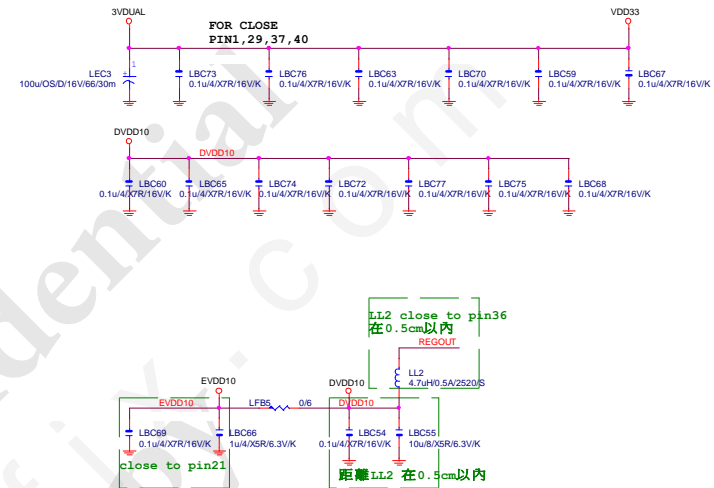 3VDUAL
VDD33
FOR CLOSE
PIN1,29,37,40
LEC3
100u/OS/D/16V/66/30m
1
LBC73
0.1u/4/X7R/16V/K
LBC76
0.1u/4/X7R/16V/K
LBC63
0.1u/4/X7R/16V/K
LBC70
0.1u/4/X7R/16V/K
LBC59
0.1u/4/X7R/16V/K
LBC67
0.1u/4/X7R/16V/K
DVDD10
DVDD10
LBC60
0.1u/4/X7R/16V/K
LBC65
0.1u/4/X7R/16V/K
LBC74
0.1u/4/X7R/16V/K
LBC72
0.1u/4/X7R/16V/K
LBC77
0.1u/4/X7R/16V/K
LBC75
0.1u/4/X7R/16V/K
LBC68
0.1u/4/X7R/16V/K
LL2 close to pin36
在0.5cm以內
REGOUT
LL2
4.7uH/0.5A/2520/S
EVDD10
DVDD10
EVDD10
LFB5
0/6
DVDD10
LBC69
0.1u/4/X7R/16V/K
LBC66
1u/4/X5R/6.3V/K
LBC54
0.1u/4/X7R/16V/K
LBC55
10u/8/X5R/6.3V/K
close to pin21
距離LL2 在0.5cm以內